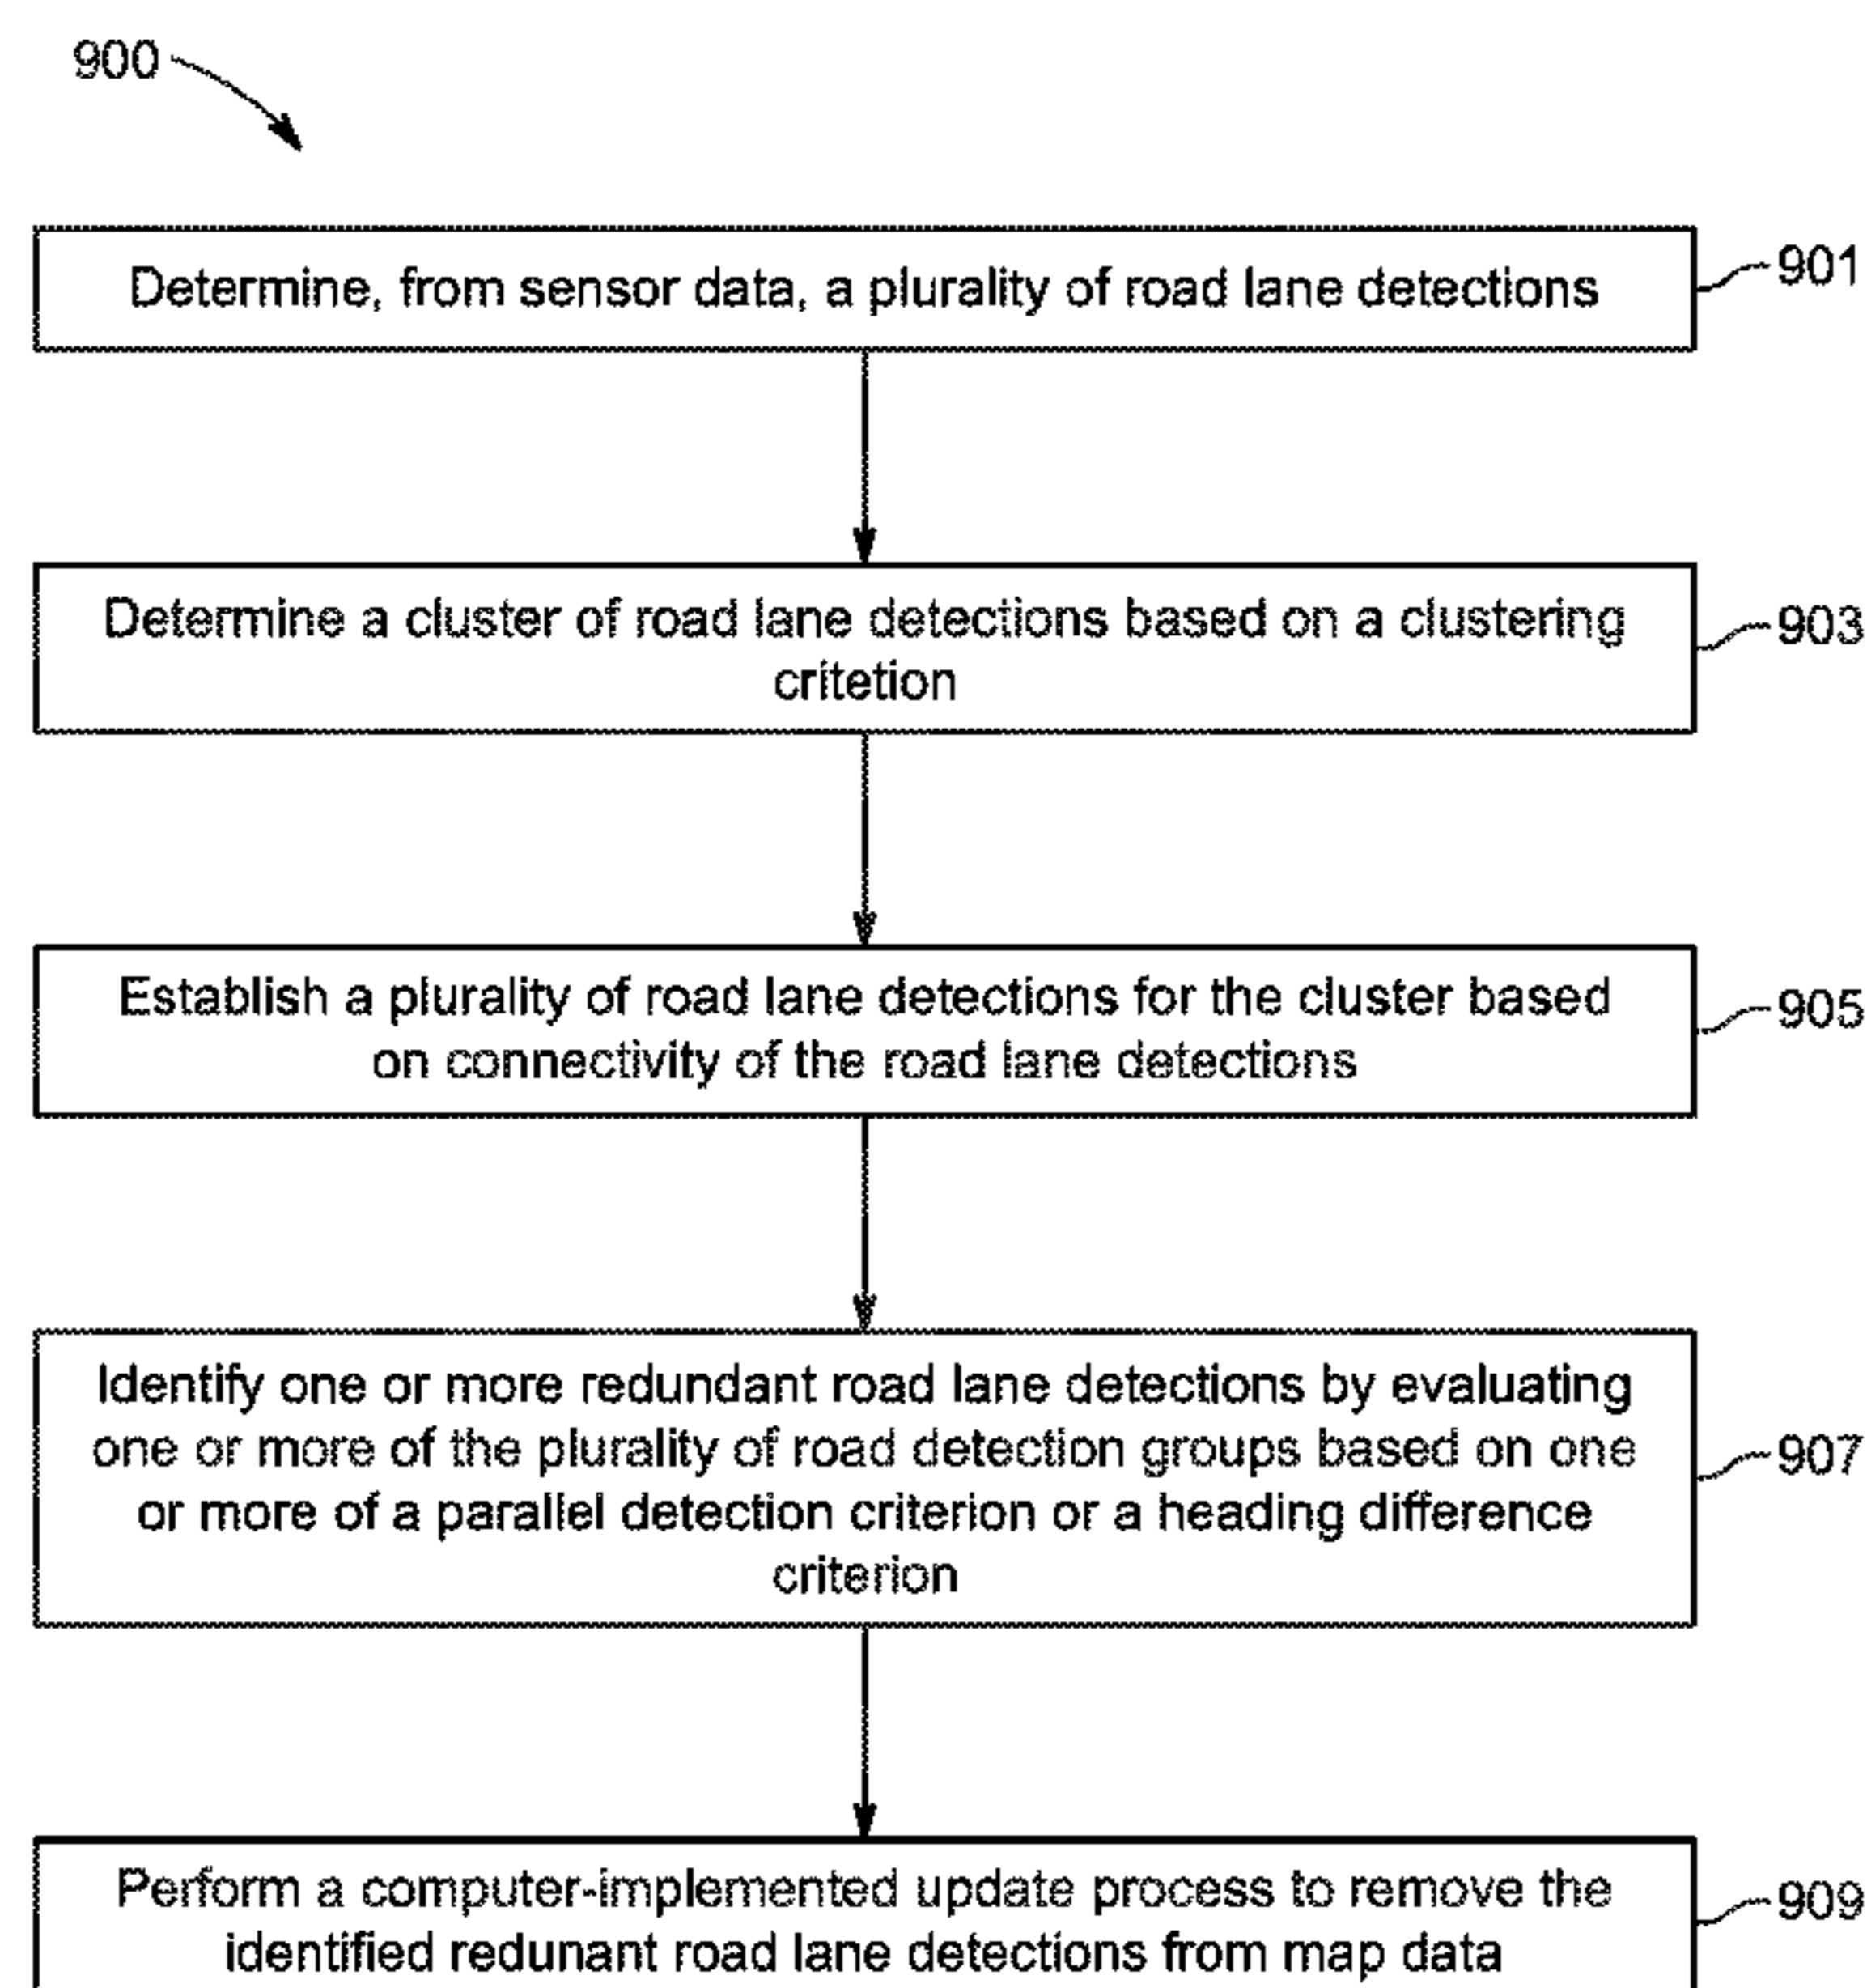 900
Determine, from sensor data, a plurality of road lane detections
901
Determine a cluster of road lane detections based on a clustering
critetion
903
Establish a plurality of road lane detections for the cluster based
on connectivity of the road lane detections
905
Identify one or more redundant road lane detections by evaluating
one or more of the plurality of road detection groups based on one
or more of a parallel detection criterion or a heading difference
criterion
907
Perform a computer-implemented update process to remove the
identified redunant road lane detections from map data
909